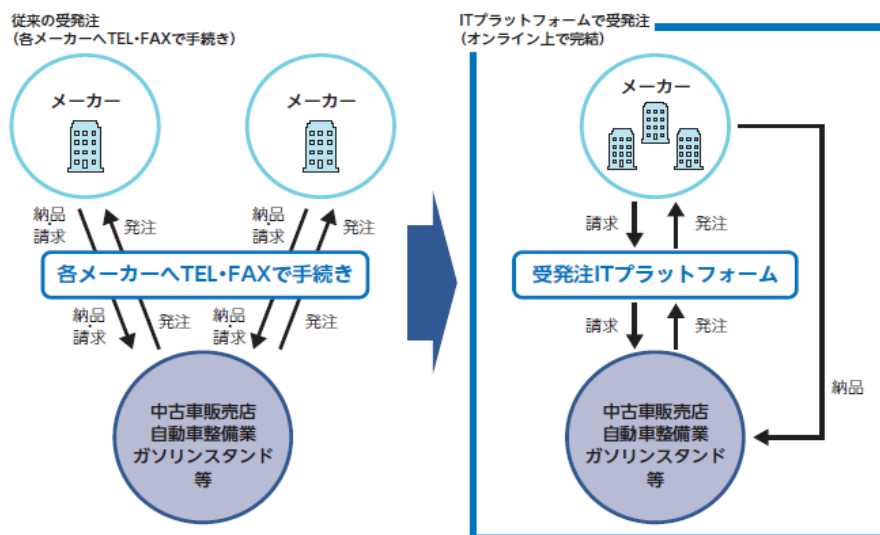 従来の受発注
(各メーカーへTEL・FAXで手続き)
メーカー
メーカー
納品・
請求
発注
納品・
請求
発注
各メーカーへTEL・FAXで手続き
納品・
請求
発注
納品・
請求
発注
中古車販売店
自動車整備業
ガソリンスタンド
等
ITプラットフォームで受発注
(オンライン上で完結)
メーカー
請求
発注
受発注ITプラットフォーム
請求
発注
納品
中古車販売店
自動車整備業
ガソリンスタンド
等